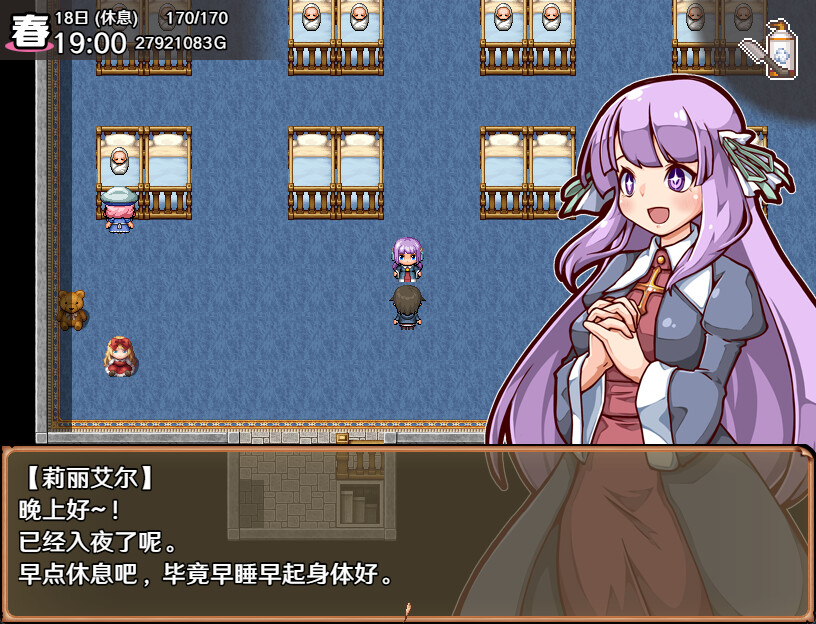 春 18日 (休息) 170/170
19:00 27921083G
【莉丽艾尔】
晚上好~！
已经入夜了呢。
早点休息吧，毕竟早睡早起身体好。